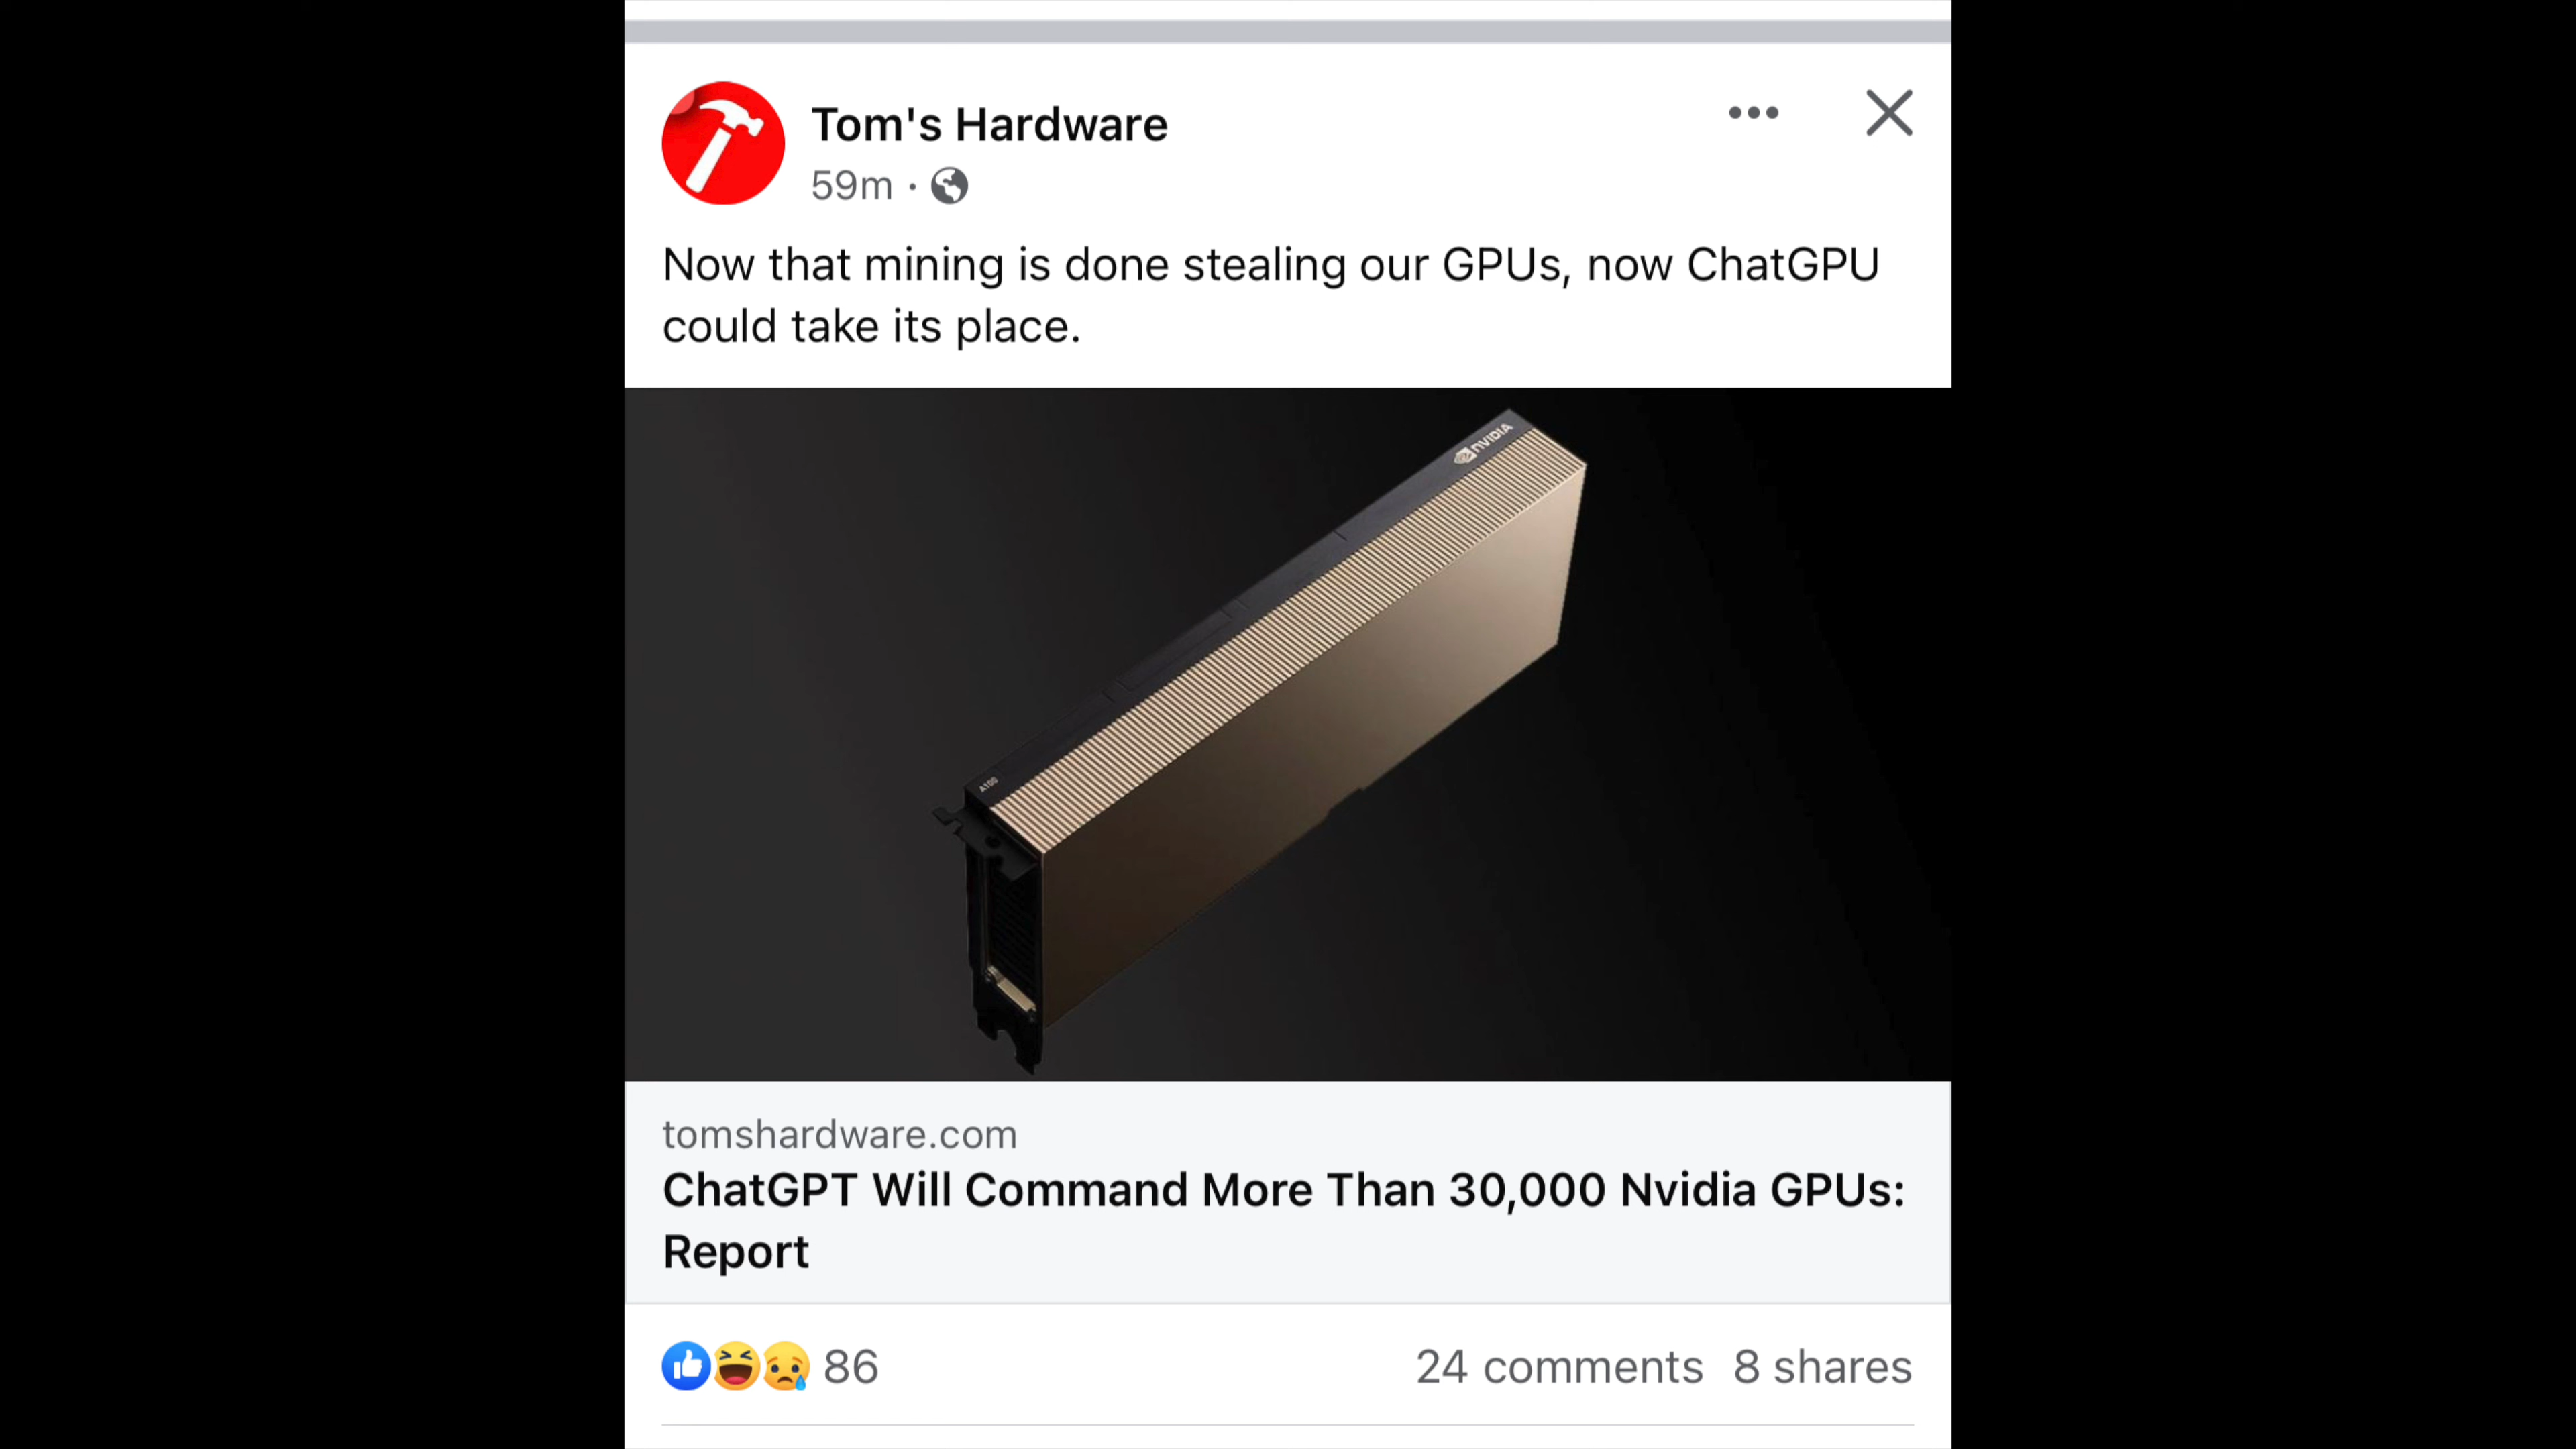 Tom's Hardware
59m ·
Now that mining is done stealing our GPUs, now ChatGPU
could take its place.
NVIDIA
A100
tomshardware.com
ChatGPT Will Command More Than 30,000 Nvidia GPUs:
Report
86
24 comments 8 shares